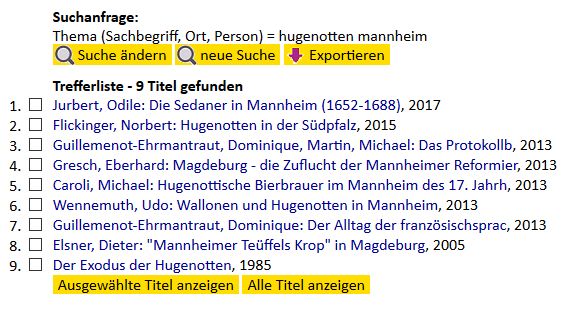 Suchanfrage:
Thema (Sachbegriff, Ort, Person) = hugenotten mannheim
Suche ändern neue Suche Exportieren
Trefferliste - 9 Titel gefunden
1. Jurbert, Odile: Die Sedaner in Mannheim (1652-1688), 2017
2. Flickinger, Norbert: Hugenotten in der Südpfalz, 2015
3. Guillemenot-Ehrmantraut, Dominique, Martin, Michael: Das Protokollb, 2013
4. Gresch, Eberhard: Magdeburg - die Zuflucht der Mannheimer Reformier, 2013
5. Caroli, Michael: Hugenottische Bierbrauer im Mannheim des 17. Jahrh, 2013
6. Wennemuth, Udo: Wallonen und Hugenotten in Mannheim, 2013
7. Guillemenot-Ehrmantraut, Dominique: Der Alltag der französischsprac, 2013
8. Elsner, Dieter: "Mannheimer Teüffels Krop" in Magdeburg, 2005
9. Der Exodus der Hugenotten, 1985
Ausgewählte Titel anzeigen Alle Titel anzeigen